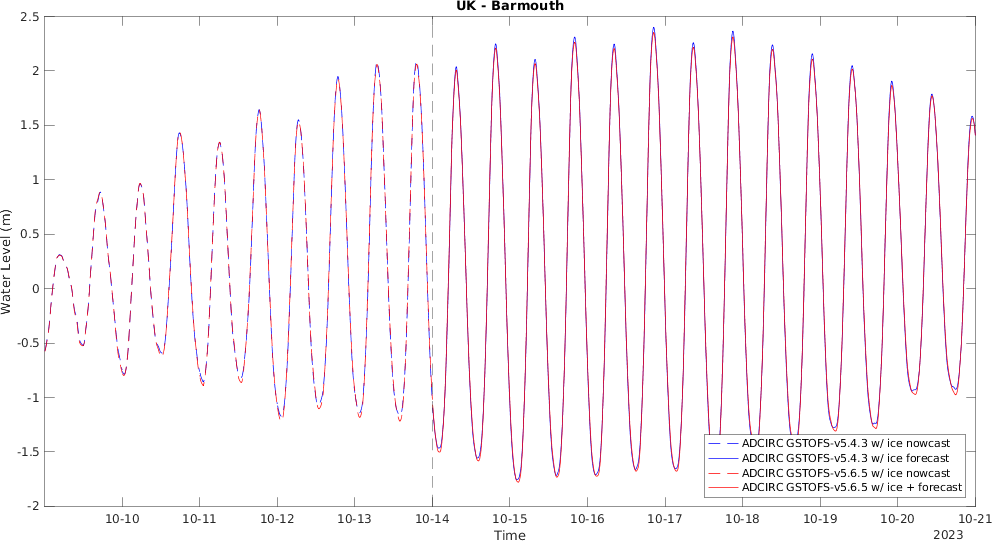 UK - Barmouth
2.5
2
1.5
1
0.5
0
-0.5
-1
-1.5
-2
Water Level (m)
ADCIRC GSTOFS-v5.4.3 w/ ice nowcast
ADCIRC GSTOFS-v5.4.3 w/ ice forecast
ADCIRC GSTOFS-v5.6.5 w/ ice nowcast
ADCIRC GSTOFS-v5.6.5 w/ ice + forecast
10-10 10-11 10-12 10-13 10-14 10-15 10-16 10-17 10-18 10-19 10-20 10-21
Time
2023